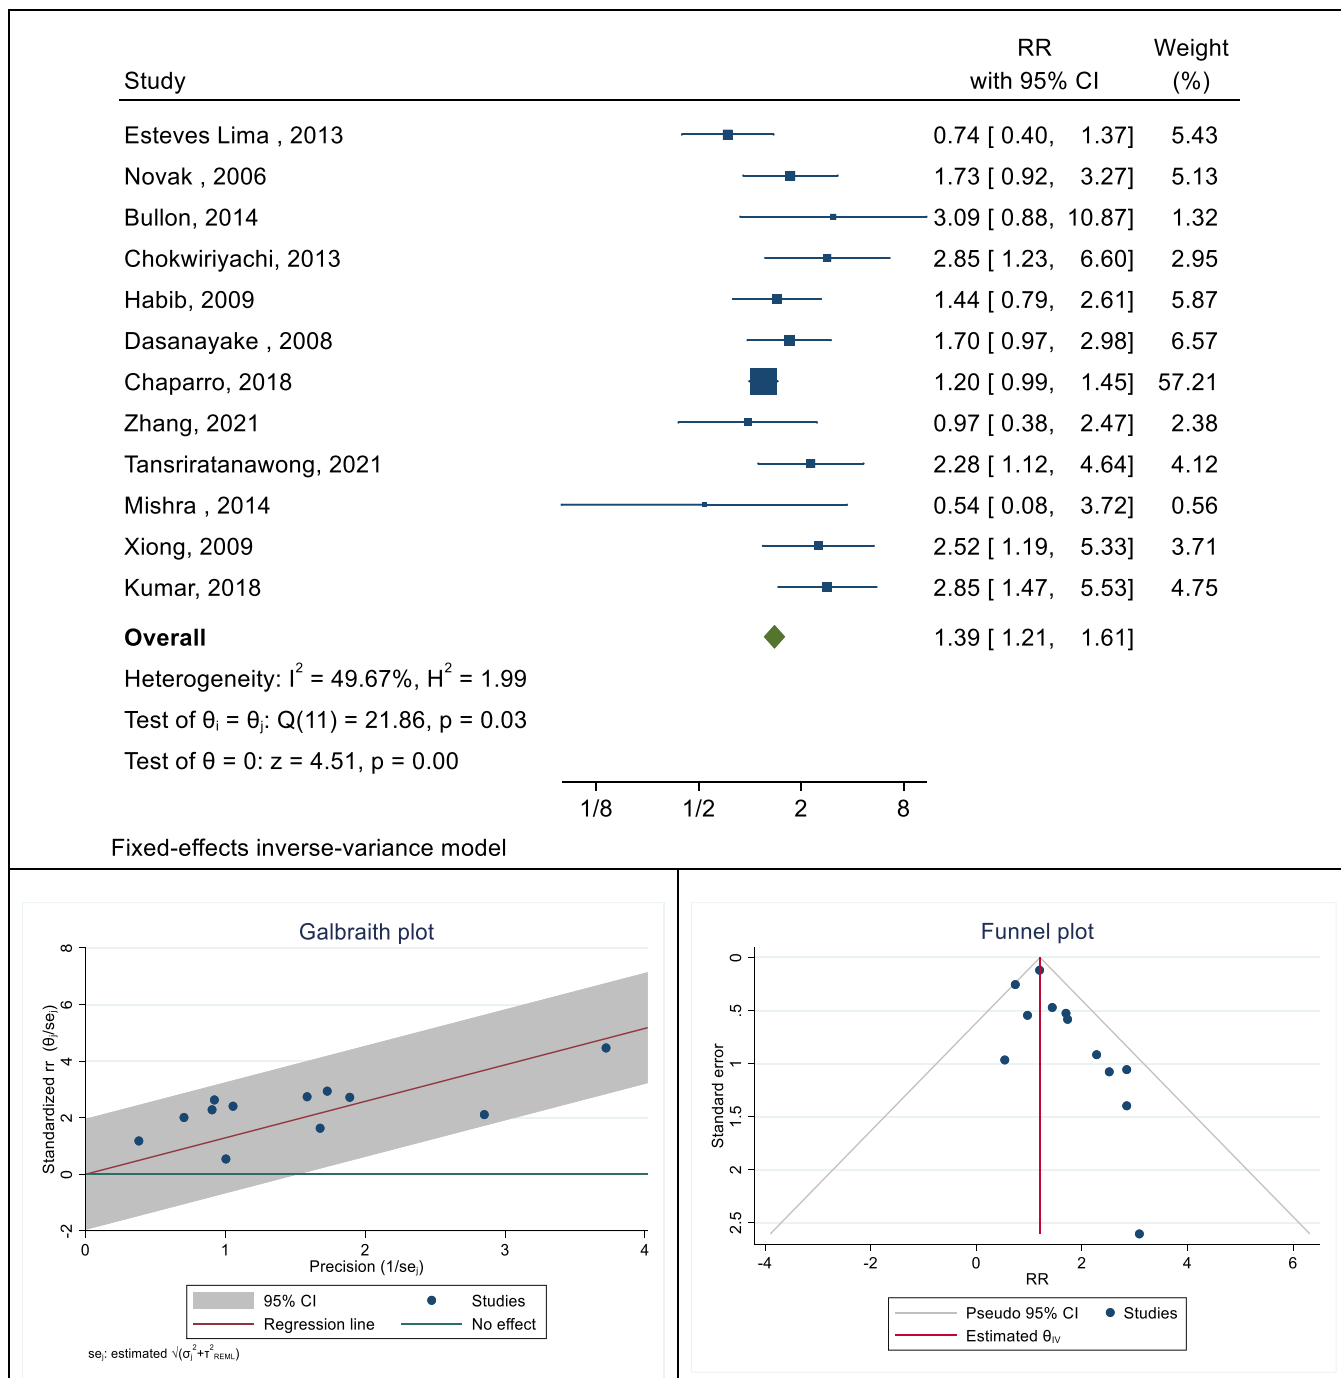 RR Weight
Study with 95% CI (%)
Esteves Lima , 2013 0.74 [ 0.40, 1.37] 5.43
Novak , 2006 1.73 [ 0.92, 3.27] 5.13
Bullon, 2014 3.09 [ 0.88, 10.87] 1.32
Chokwiriyachi, 2013 2.85 [ 1.23, 6.60] 2.95
Habib, 2009 1.44 [ 0.79, 2.61] 5.87
Dasanayake , 2008 1.70 [ 0.97, 2.98] 6.57
Chaparro, 2018 1.20 [ 0.99, 1.45] 57.21
Zhang, 2021 0.97 [ 0.38, 2.47] 2.38
Tansriratanawong, 2021 2.28 [ 1.12, 4.64] 4.12
Mishra , 2014 0.54 [ 0.08, 3.72] 0.56
Xiong, 2009 2.52 [ 1.19, 5.33] 3.71
Kumar, 2018 2.85 [ 1.47, 5.53] 4.75
Overall 1.39 [ 1.21, 1.61]
Heterogeneity: I² = 49.67%, H² = 1.99
Test of θᵢ = θⱼ: Q(11) = 21.86, p = 0.03
Test of θ = 0: z = 4.51, p = 0.00
1/8 1/2 2 8
Fixed-effects inverse-variance model
Galbraith plot
Standardized rr (θⱼ/seⱼ)
8
6
4
2
0
-2
0 1 2 3 4
Precision (1/seⱼ)
95% CI Studies
Regression line No effect
seⱼ: estimated √(σⱼ²+τ²REML)
Funnel plot
Standard error
0
.5
1
1.5
2
2.5
-4 -2 0 2 4 6
RR
Pseudo 95% CI Studies
Estimated θIV